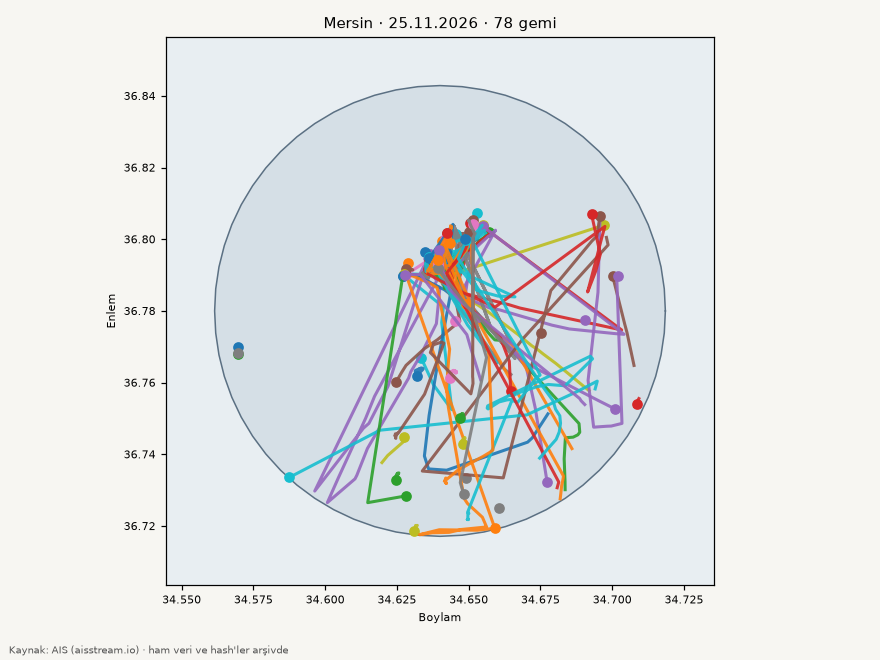 Mersin · 25.11.2026 · 78 gemi
Enlem
36.84
36.82
36.80
36.78
36.76
36.74
36.72
34.550 34.575 34.600 34.625 34.650 34.675 34.700 34.725
Boylam
Kaynak: AIS (aisstream.io) · ham veri ve hash'ler arşivde